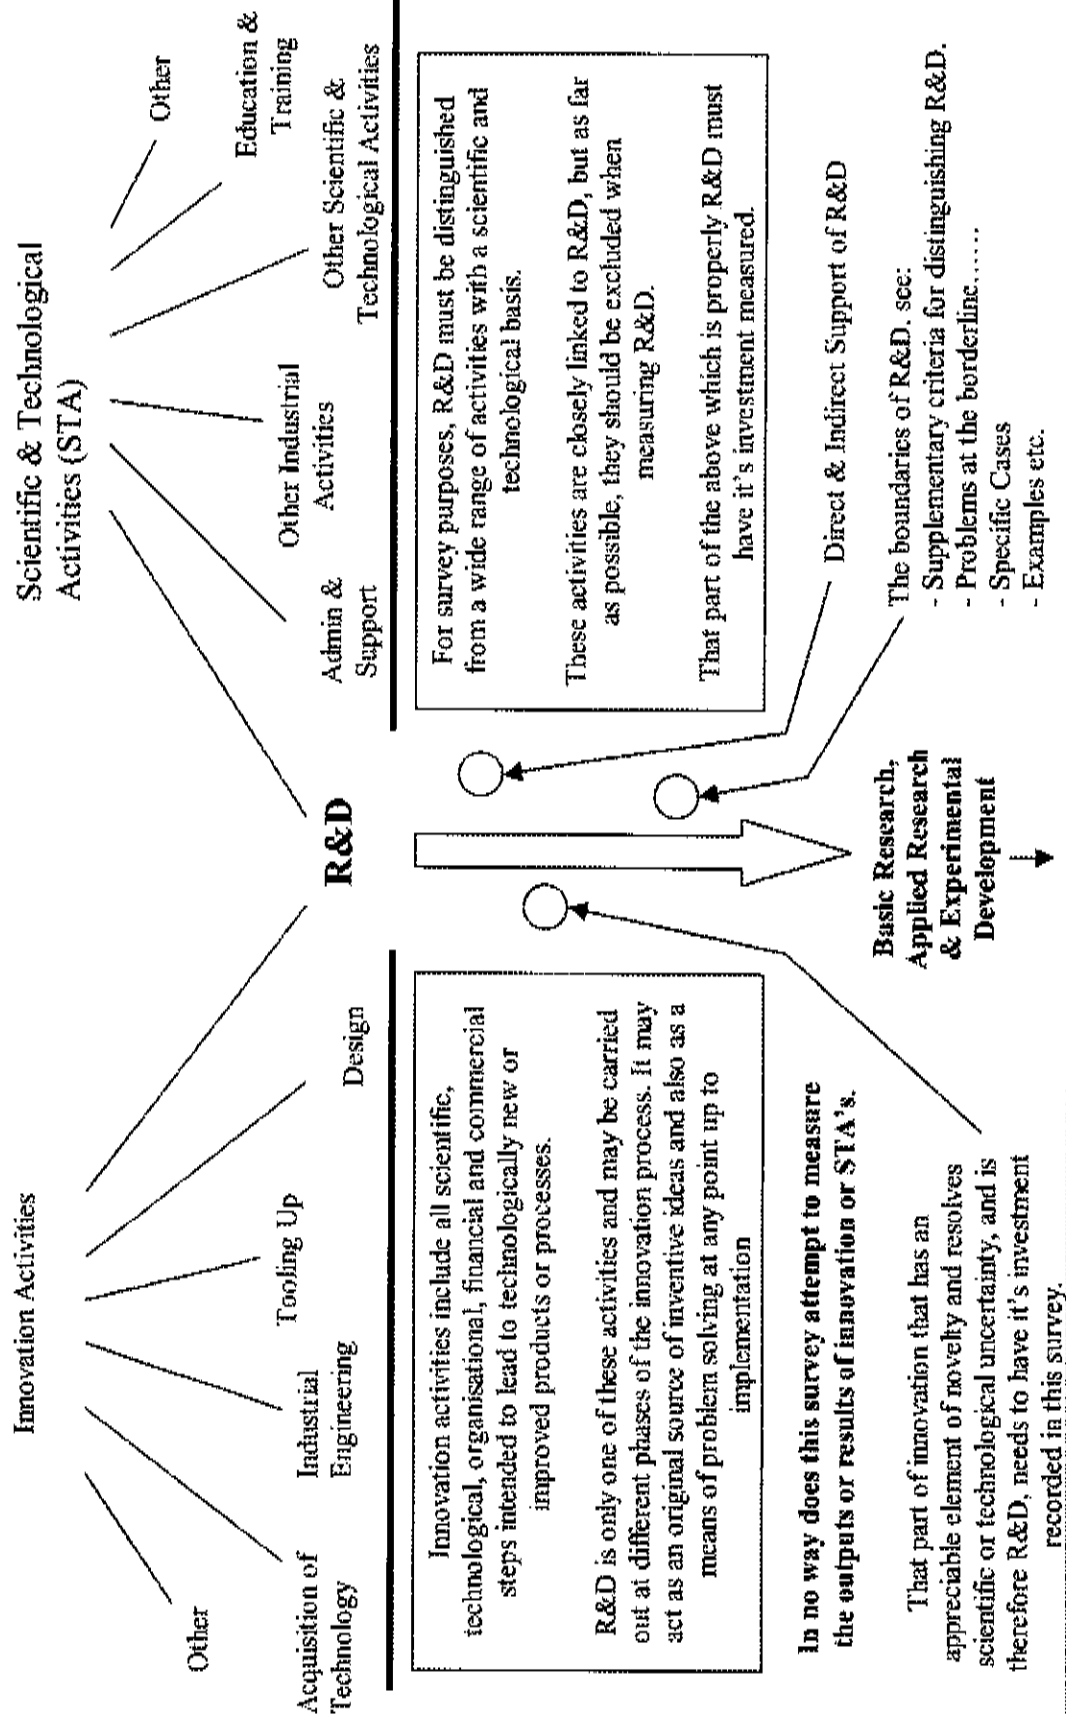 Innovation Activities
Scientific & Technological
Activities (STA)
Other
Acquisition of
Technology
Industrial
Engineering
Tooling Up
Design
R&D
Admin &
Support
Other Industrial
Activities
Other Scientific &
Technological Activities
Education &
Training
Other
Innovation activities include all scientific,
technological, organisational, financial and commercial
steps intended to lead to technologically new or
improved products or processes.
R&D is only one of these activities and may be carried
out at different phases of the innovation process. It may
act as an original source of inventive ideas and also as a
means of problem solving at any point up to
implementation
For survey purposes, R&D must be distinguished
from a wide range of activities with a scientific and
technological basis.
These activities are closely linked to R&D, but as far
as possible, they should be excluded when
measuring R&D.
That part of the above which is properly R&D must
have it's investment measured.
In no way does this survey attempt to measure
the outputs or results of innovation or STA's.
That part of innovation that has an
appreciable element of novelty and resolves
scientific or technological uncertainty, and is
therefore R&D, needs to have it's investment
recorded in this survey.
Basic Research,
Applied Research
& Experimental
Development
Direct & Indirect Support of R&D
The boundaries of R&D. see:
- Supplementary criteria for distinguishing R&D.
- Problems at the borderline......
- Specific Cases
- Examples etc.